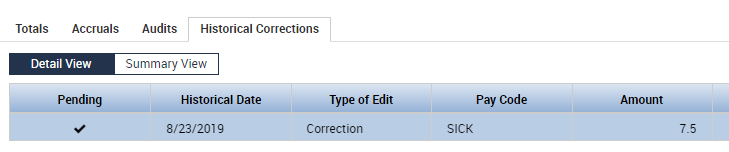 Totals Accruals Audits Historical Corrections
Detail View Summary View
Pending Historical Date Type of Edit Pay Code Amount
✔ 8/23/2019 Correction SICK 7.5